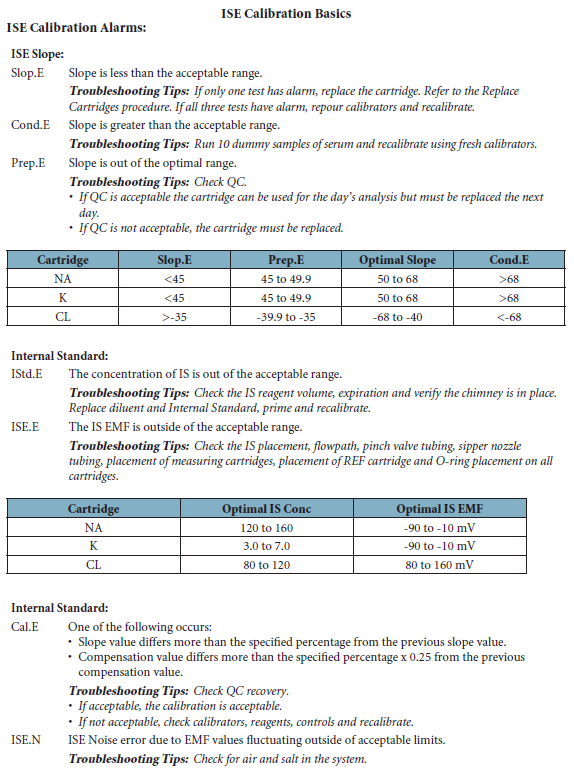 ISE Calibration Basics
ISE Calibration Alarms:
ISE Slope:
Slop.E Slope is less than the acceptable range.
Troubleshooting Tips: If only one test has alarm, replace the cartridge. Refer to the Replace
Cartridges procedure. If all three tests have alarm, repour calibrators and recalibrate.
Cond.E Slope is greater than the acceptable range.
Troubleshooting Tips: Run 10 dummy samples of serum and recalibrate using fresh calibrators.
Prep.E Slope is out of the optimal range.
Troubleshooting Tips: Check QC.
• If QC is acceptable the cartridge can be used for the day's analysis but must be replaced the next
day.
• If QC is not acceptable, the cartridge must be replaced.
Cartridge Slop.E Prep.E Optimal Slope Cond.E
NA <45 45 to 49.9 50 to 68 >68
K <45 45 to 49.9 50 to 68 >68
CL >-35 -39.9 to -35 -68 to -40 <-68
Internal Standard:
IStd.E The concentration of IS is out of the acceptable range.
Troubleshooting Tips: Check the IS reagent volume, expiration and verify the chimney is in place.
Replace diluent and Internal Standard, prime and recalibrate.
ISE.E The IS EMF is outside of the acceptable range.
Troubleshooting Tips: Check the IS placement, flowpath, pinch valve tubing, sipper nozzle
tubing, placement of measuring cartridges, placement of REF cartridge and O-ring placement on all
cartridges.
Cartridge Optimal IS Conc Optimal IS EMF
NA 120 to 160 -90 to -10 mV
K 3.0 to 7.0 -90 to -10 mV
CL 80 to 120 80 to 160 mV
Internal Standard:
Cal.E One of the following occurs:
• Slope value differs more than the specified percentage from the previous slope value.
• Compensation value differs more than the specified percentage x 0.25 from the previous
compensation value.
Troubleshooting Tips: Check QC recovery.
• If acceptable, the calibration is acceptable.
• If not acceptable, check calibrators, reagents, controls and recalibrate.
ISE.N ISE Noise error due to EMF values fluctuating outside of acceptable limits.
Troubleshooting Tips: Check for air and salt in the system.